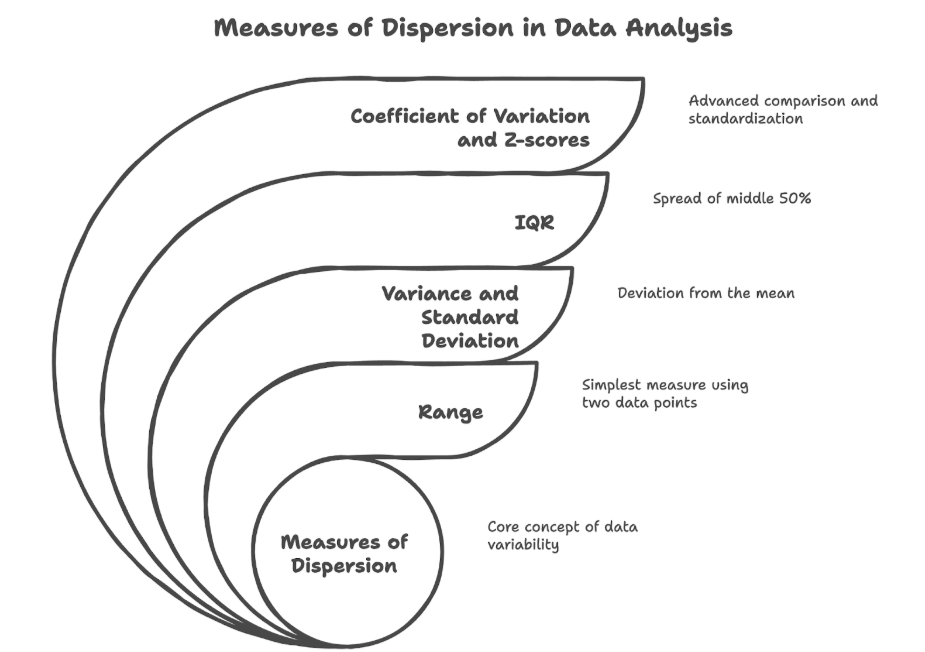 Measures of Dispersion in Data Analysis
Coefficient of Variation
and Z-scores
Advanced comparison and
standardization
IQR
Spread of middle 50%
Variance and
Standard
Deviation
Deviation from the mean
Range
Simplest measure using
two data points
Measures of
Dispersion
Core concept of data
variability